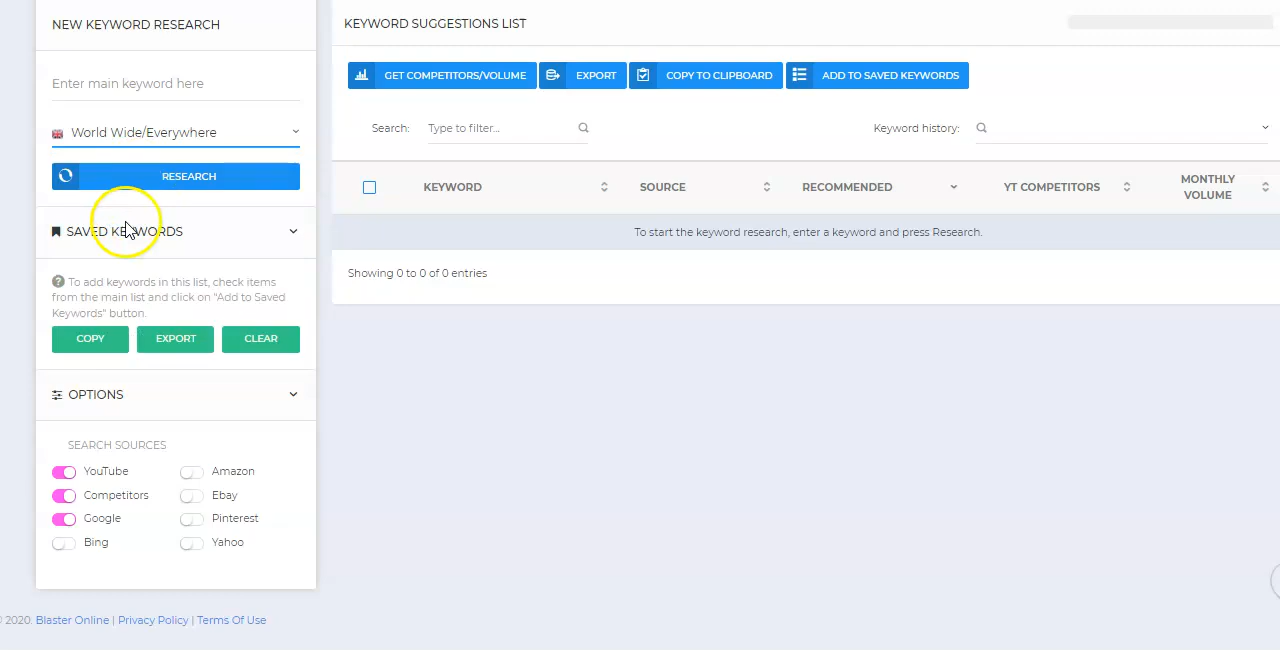 NEW KEYWORD RESEARCH
Enter main keyword here
World Wide/Everywhere
RESEARCH
SAVED KEYWORDS
To add keywords in this list, check items
from the main list and click on "Add to Saved
Keywords" button.
COPY EXPORT CLEAR
OPTIONS
SEARCH SOURCES
YouTube Amazon
Competitors Ebay
Google Pinterest
Bing Yahoo
KEYWORD SUGGESTIONS LIST
GET COMPETITORS/VOLUME EXPORT COPY TO CLIPBOARD ADD TO SAVED KEYWORDS
Search: Type to filter... Keyword history:
KEYWORD SOURCE RECOMMENDED YT COMPETITORS MONTHLY
VOLUME
To start the keyword research, enter a keyword and press Research.
Showing 0 to 0 of 0 entries
© 2020. Blaster Online | Privacy Policy | Terms Of Use